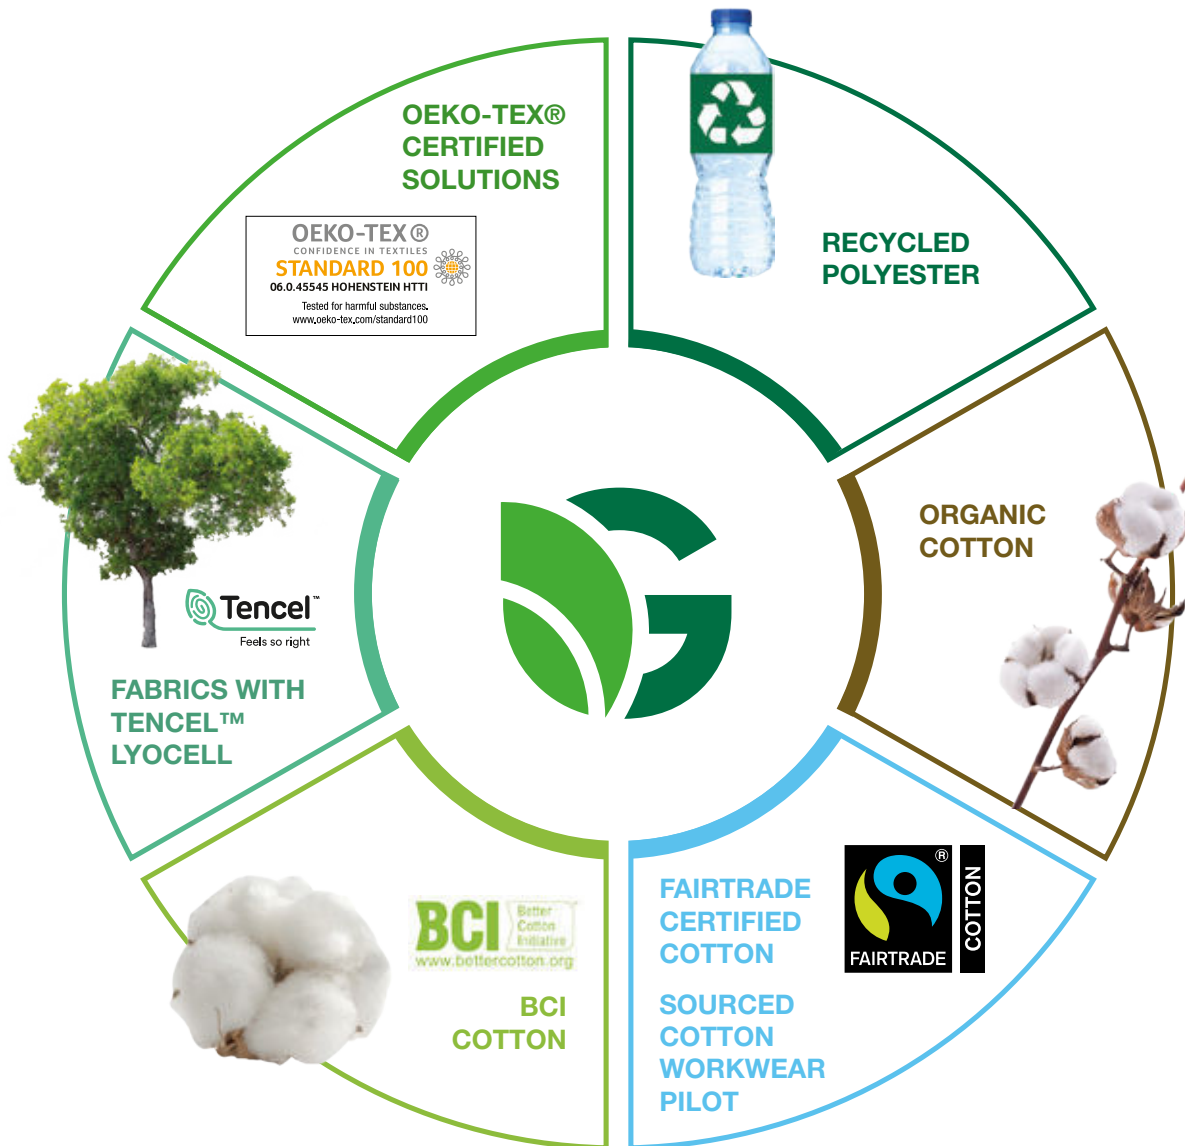 OEKO-TEX®
CERTIFIED
SOLUTIONS
OEKO-TEX®
CONFIDENCE IN TEXTILES
STANDARD 100
06.0.45545 HOHENSTEIN HTTI
Tested for harmful substances.
www.oeko-tex.com/standard100
RECYCLED
POLYESTER
ORGANIC
COTTON
FAIRTRADE
CERTIFIED
COTTON
SOURCED
COTTON
WORKWEAR
PILOT
®
FAIRTRADE
COTTON
BCI
Better
Cotton
Initiative
www.bettercotton.org
BCI
COTTON
Tencel™
Feels so right
FABRICS WITH
TENCEL™
LYOCELL
G